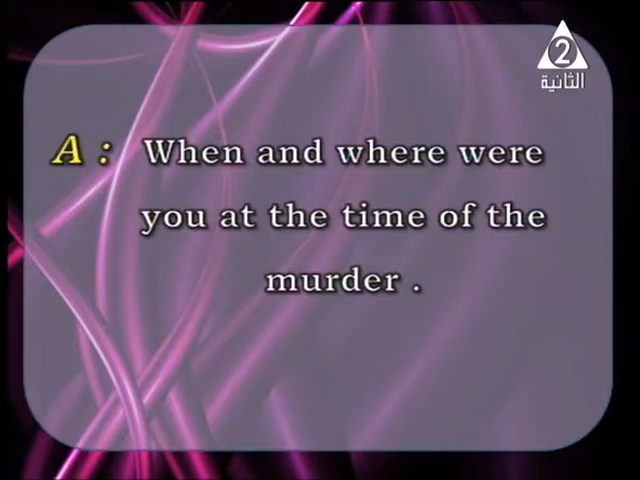 2
الثانية
A : When and where were
you at the time of the
murder .